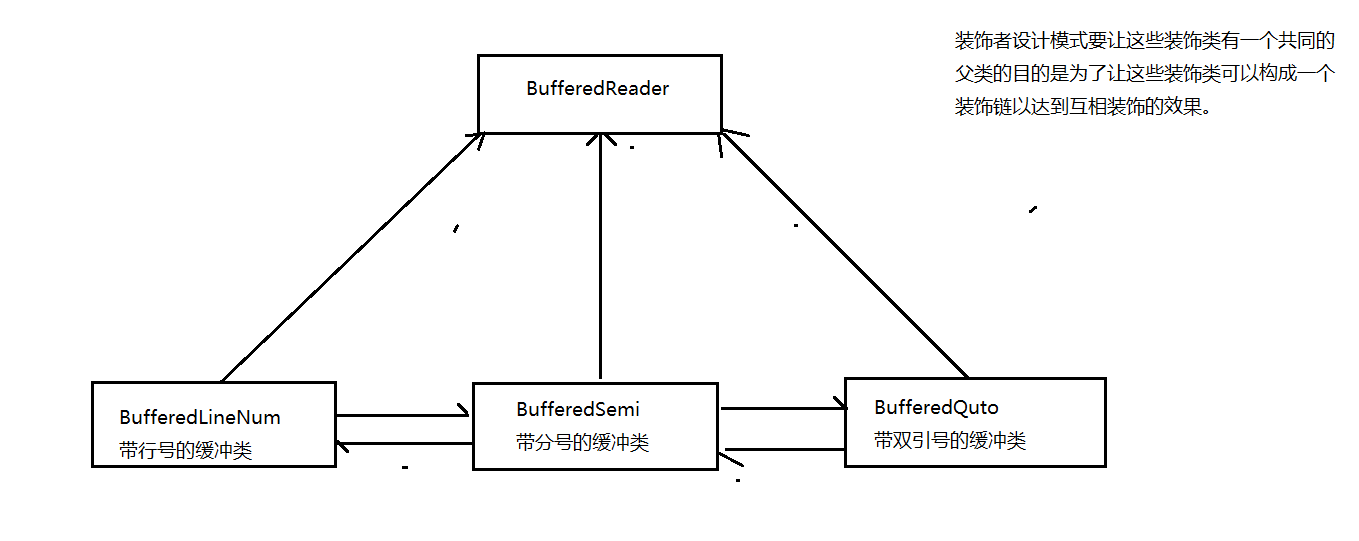 装饰者设计模式要让这些装饰类有一个共同的
父类的目的是为了让这些装饰类可以构成一个
装饰链以达到互相装饰的效果。
BufferedReader
BufferedLineNum
带行号的缓冲类
BufferedSemi
带分号的缓冲类
BufferedQuto
带双引号的缓冲类